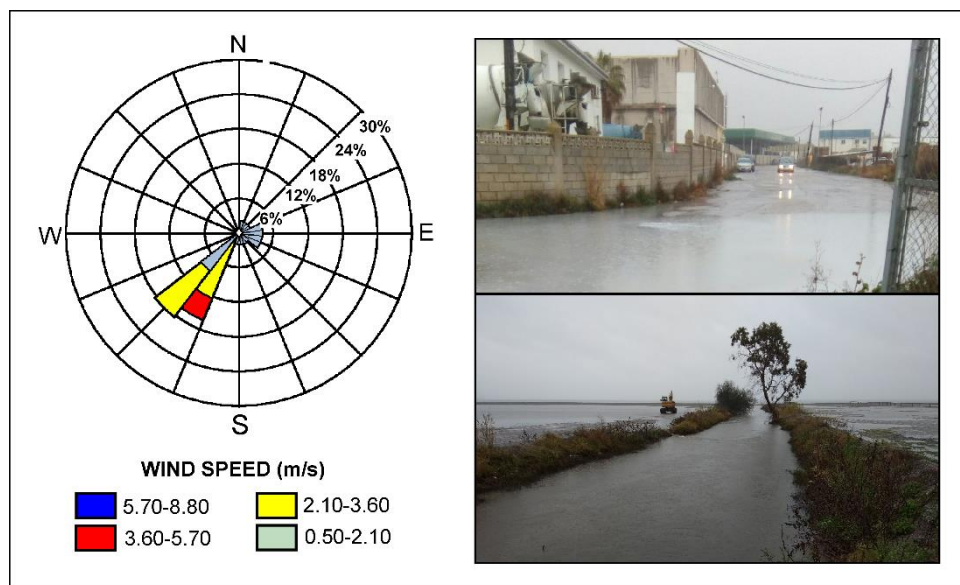 N
30%
24%
18%
12%
6%
W
E
S
WIND SPEED (m/s)
5.70-8.80
2.10-3.60
3.60-5.70
0.50-2.10